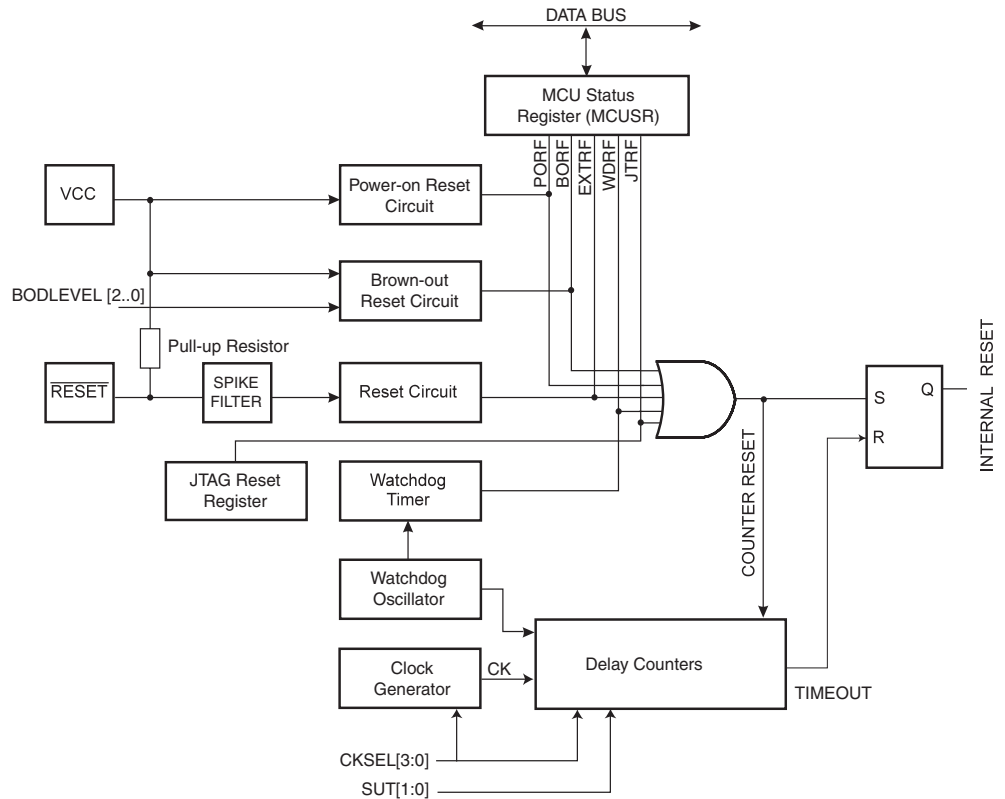 DATA BUS
MCU Status
Register (MCUSR)
PORF
BORF
EXTRF
WDRF
JTRF
VCC
Power-on Reset
Circuit
BODLEVEL [2..0]
Brown-out
Reset Circuit
Pull-up Resistor
RESET
SPIKE
FILTER
Reset Circuit
JTAG Reset
Register
Watchdog
Timer
Watchdog
Oscillator
Clock
Generator
CK
CKSEL[3:0]
SUT[1:0]
Delay Counters
COUNTER RESET
TIMEOUT
S
R
Q
INTERNAL RESET